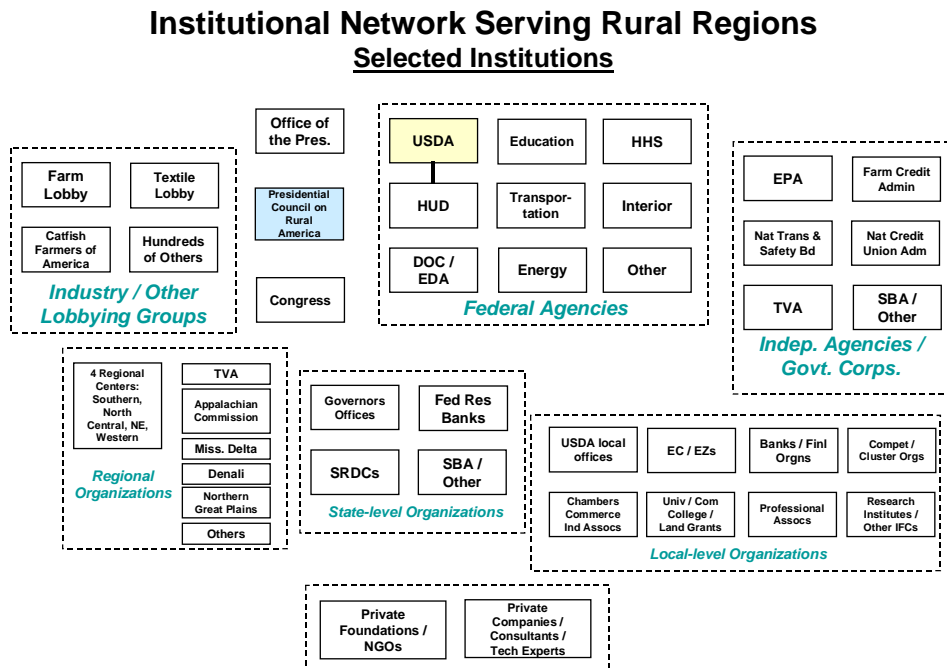 Institutional Network Serving Rural Regions
Selected Institutions
Office of
the Pres.
Presidential
Council on
Rural
America
Congress
Farm
Lobby
Textile
Lobby
Catfish
Farmers of
America
Hundreds
of Others
Industry / Other
Lobbying Groups
USDA
Education
HHS
HUD
Transpor-
tation
Interior
DOC /
EDA
Energy
Other
Federal Agencies
EPA
Farm Credit
Admin
Nat Trans &
Safety Bd
Nat Credit
Union Adm
TVA
SBA /
Other
Indep. Agencies /
Govt. Corps.
4 Regional
Centers:
Southern,
North
Central, NE,
Western
TVA
Appalachian
Commission
Miss. Delta
Denali
Northern
Great Plains
Others
Regional
Organizations
Governors
Offices
Fed Res
Banks
SRDCs
SBA /
Other
State-level Organizations
USDA local
offices
EC / EZs
Banks / Finl
Orgns
Compet /
Cluster Orgs
Chambers
Commerce
Ind Assocs
Univ / Com
College /
Land Grants
Professional
Assocs
Research
Institutes /
Other IFCs
Local-level Organizations
Private
Foundations /
NGOs
Private
Companies /
Consultants /
Tech Experts